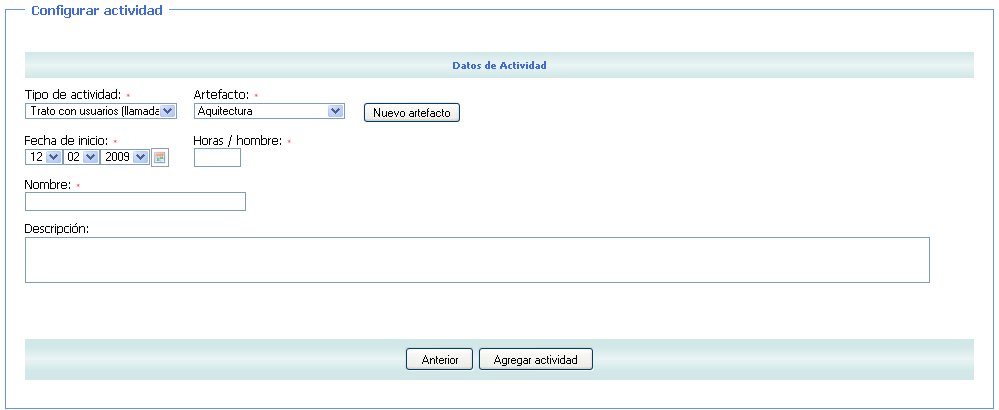 Configurar actividad
Datos de Actividad
Tipo de actividad: * Artefacto: *
Trato con usuarios (llamada Aquitectura Nuevo artefacto
Fecha de inicio: * Horas / hombre: *
12 02 2009
Nombre: *
Descripción:
Anterior Agregar actividad